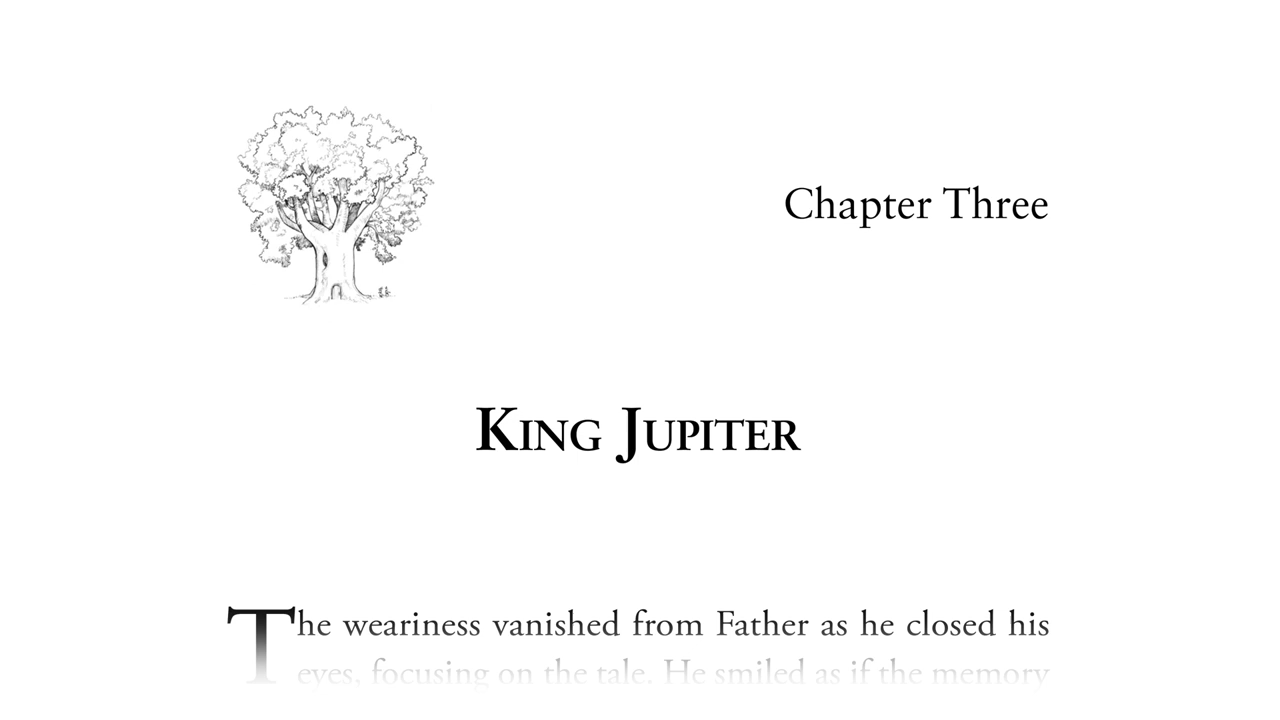 Chapter Three
KING JUPITER
The weariness vanished from Father as he closed his
eyes, focusing on the tale. He smiled as if the memory